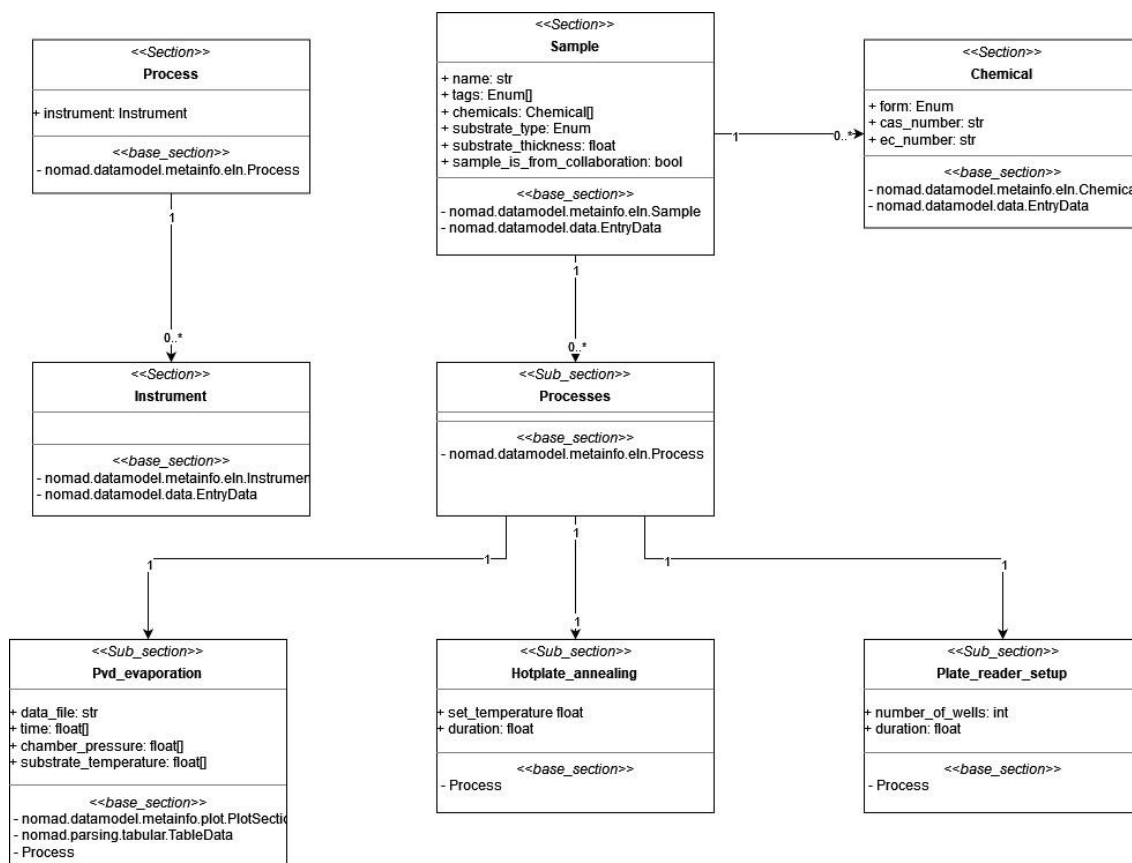 <<Section>>
Process
+ instrument: Instrument
<<base_section>>
- nomad.datamodel.metainfo.eln.Process
1
0..*
<<Section>>
Sample
+ name: str
+ tags: Enum[]
+ chemicals: Chemical[]
+ substrate_type: Enum
+ substrate_thickness: float
+ sample_is_from_collaboration: bool
<<base_section>>
- nomad.datamodel.metainfo.eln.Sample
- nomad.datamodel.data.EntryData
1
0..*
<<Section>>
Chemical
+ form: Enum
+ cas_number: str
+ ec_number: str
<<base_section>>
- nomad.datamodel.metainfo.eln.Chemica
- nomad.datamodel.data.EntryData
1
0..*
<<Section>>
Instrument
<<base_section>>
- nomad.datamodel.metainfo.eln.Instrumen
- nomad.datamodel.data.EntryData
<<Sub_section>>
Processes
<<base_section>>
- nomad.datamodel.metainfo.eln.Process
1
1
1
1
1
1
<<Sub_section>>
Pvd_evaporation
+ data_file: str
+ time: float[]
+ chamber_pressure: float[]
+ substrate_temperature: float[]
<<base_section>>
- nomad.datamodel.metainfo.plot.PlotSectio
- nomad.parsing.tabular.TableData
- Process
<<Sub_section>>
Hotplate_annealing
+ set_temperature float
+ duration: float
<<base_section>>
- Process
<<Sub_section>>
Plate_reader_setup
+ number_of_wells: int
+ duration: float
<<base_section>>
- Process